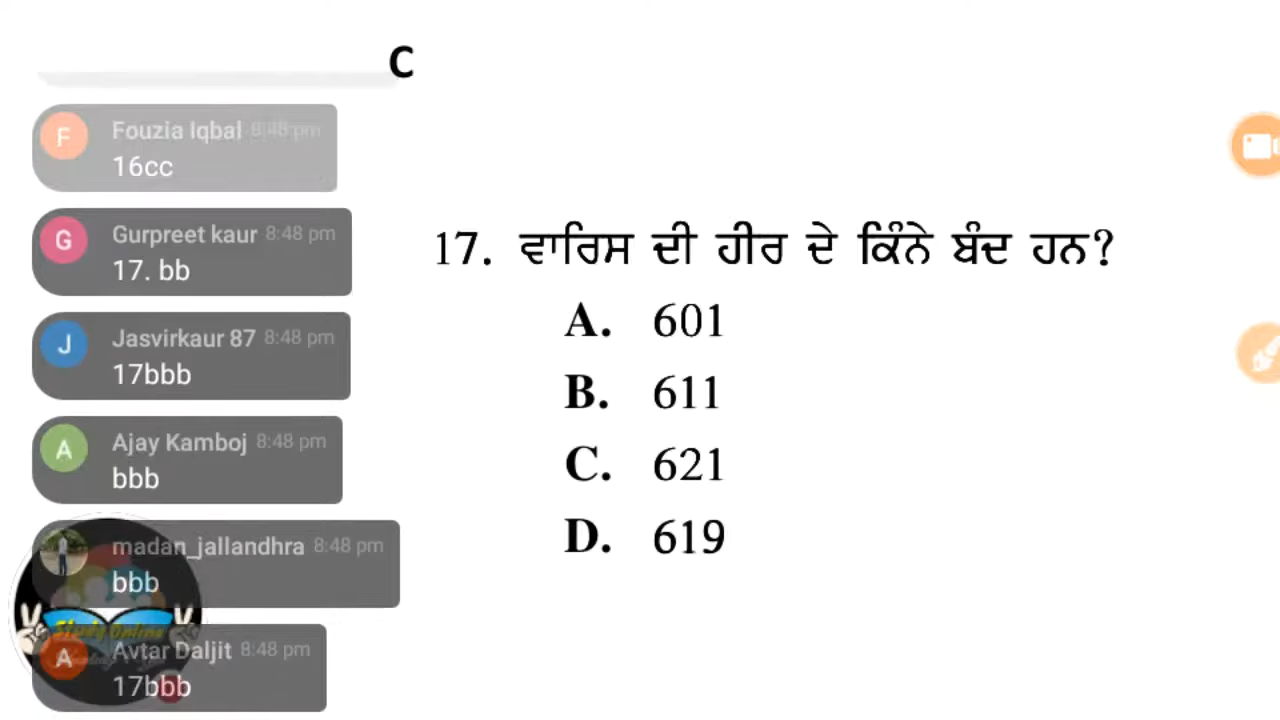 C
Fouzia Iqbal 8:48 pm
16cc
Gurpreet kaur 8:48 pm
17. bb
Jasvirkaur 87 8:48 pm
17bbb
Ajay Kamboj 8:48 pm
bbb
madan_jallandhra 8:48 pm
bbb
Study Online
Avtar Daljit 8:48 pm
17bbb
17. ਵਾਰਿਸ ਦੀ ਹੀਰ ਦੇ ਕਿੰਨੇ ਬੰਦ ਹਨ?
A. 601
B. 611
C. 621
D. 619